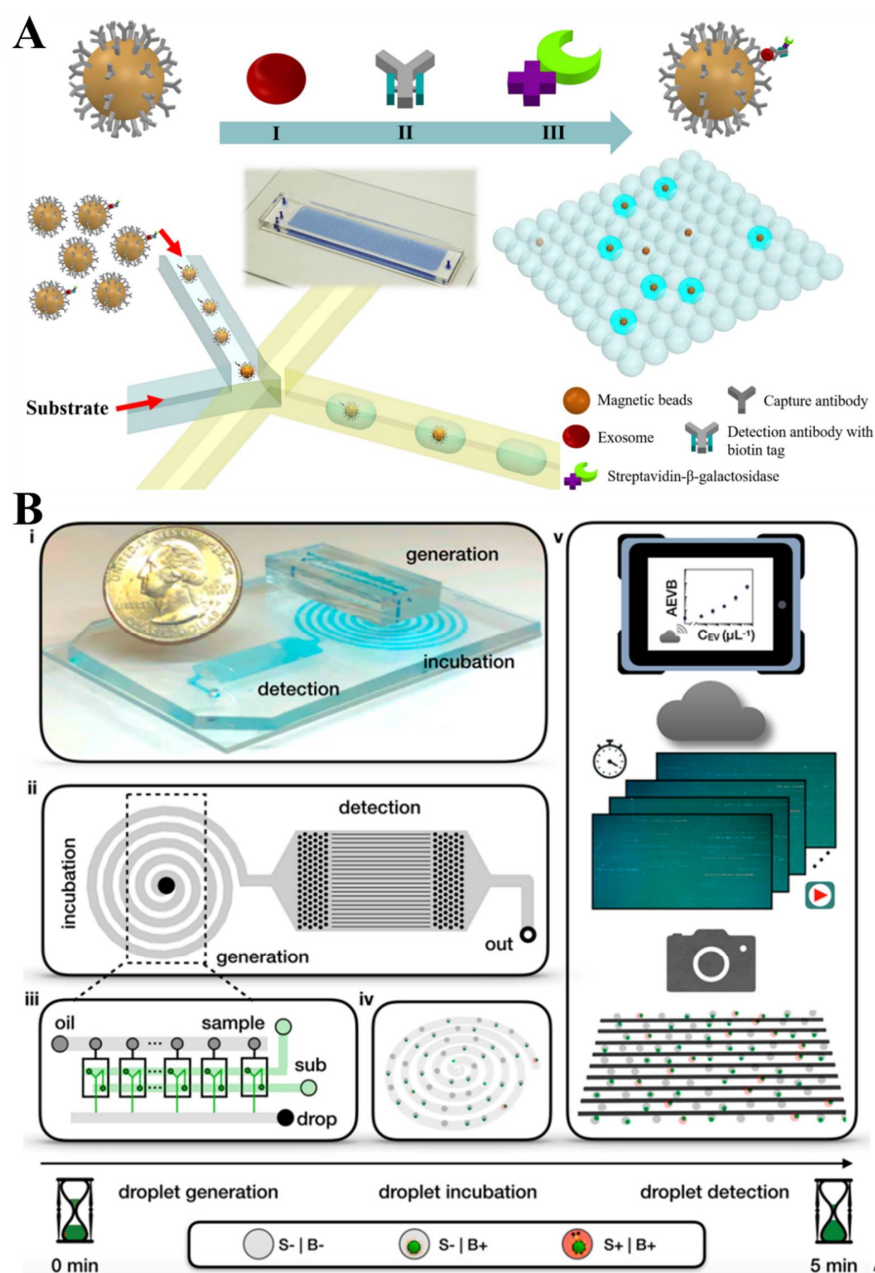 A
I
II
III
Substrate
Magnetic beads
Capture antibody
Exosome
Detection antibody with
biotin tag
Streptavidin-β-galactosidase
B
i
generation
incubation
detection
ii
detection
incubation
generation
out
iii
oil
sample
sub
drop
iv
v
AEVB
CEV (μL⁻¹)
droplet generation
droplet incubation
droplet detection
0 min
S- | B-
S- | B+
S+ | B+
5 min